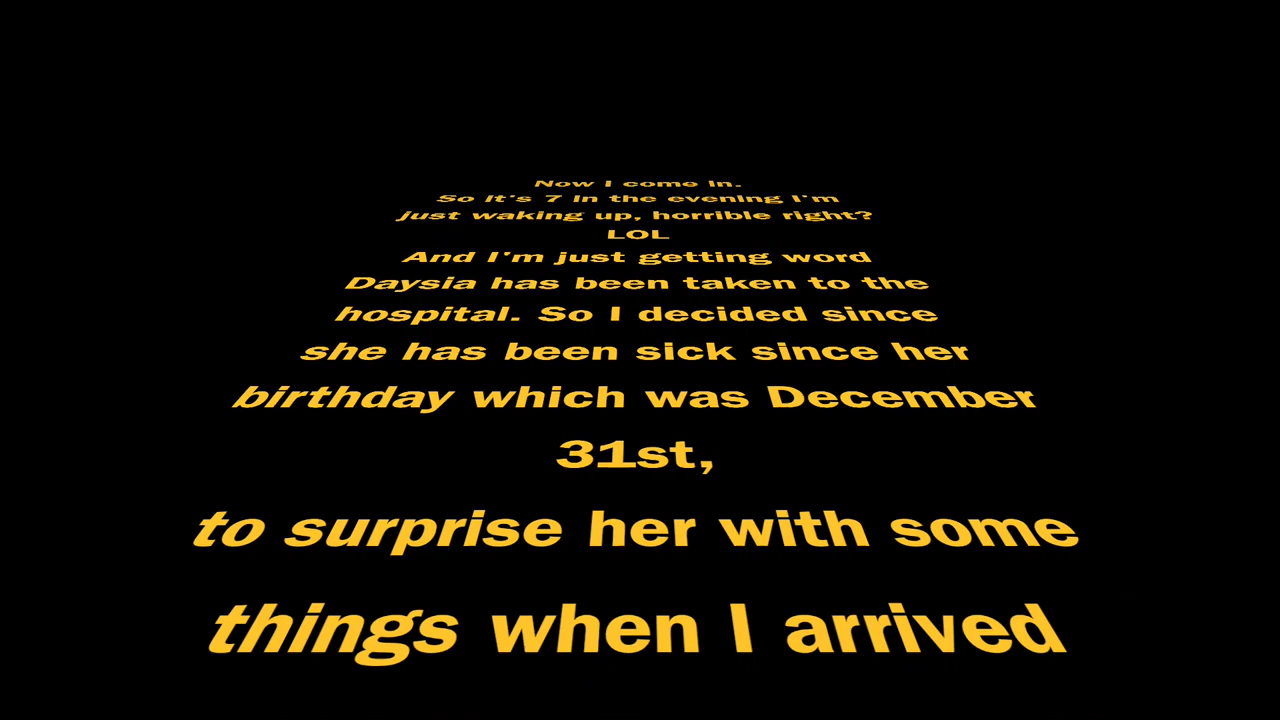 Now I come in.
So it's 7 in the evening I'm
just waking up, horrible right?
LOL
And I'm just getting word
Daysia has been taken to the
hospital. So I decided since
she has been sick since her
birthday which was December
31st,
to surprise her with some
things when I arrived